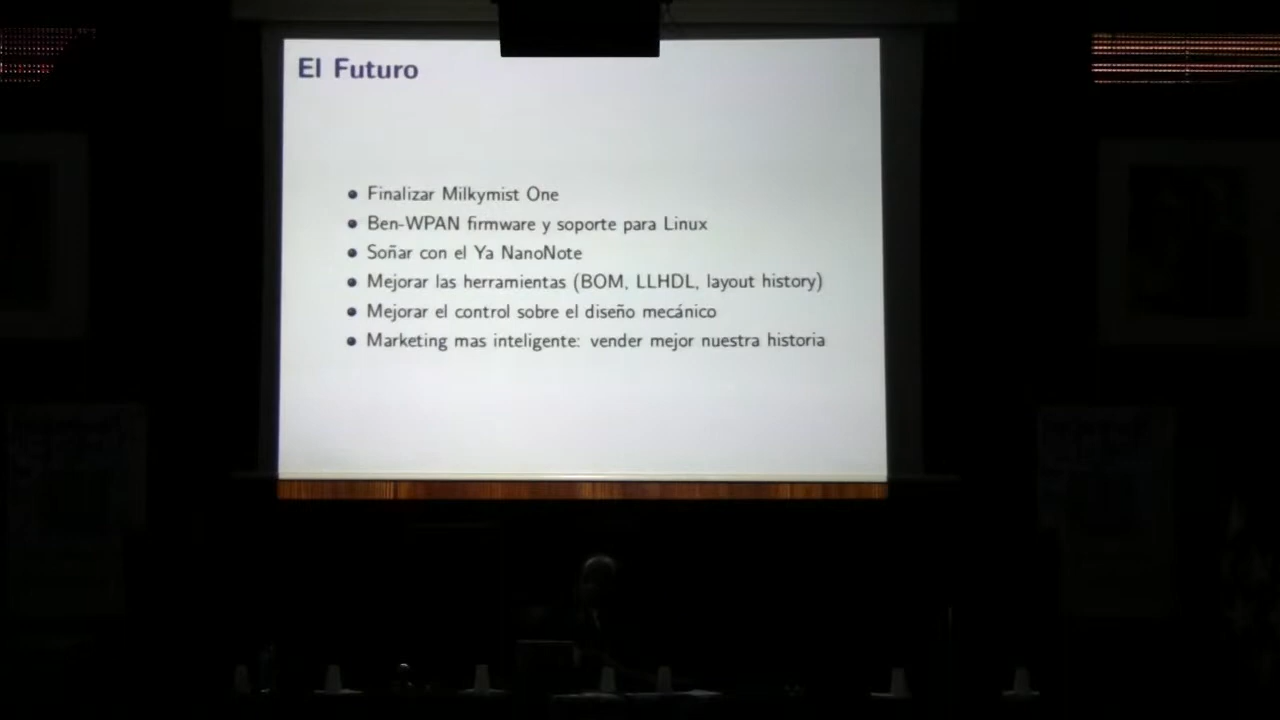 El Futuro
Finalizar Milkymist One
Ben-WPAN firmware y soporte para Linux
Soñar con el Ya NanoNote
Mejorar las herramientas (BOM, LLHDL, layout history)
Mejorar el control sobre el diseño mecánico
Marketing mas inteligente: vender mejor nuestra historia